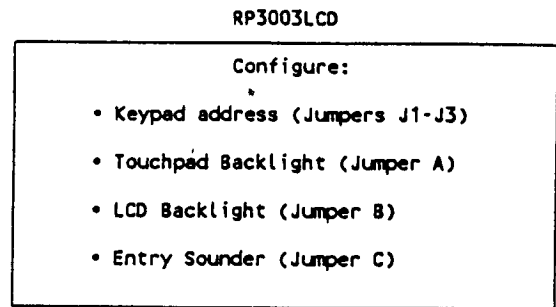 RP3003LCD
Configure:
• Keypad address (Jumpers J1-J3)
• Touchpad Backlight (Jumper A)
• LCD Backlight (Jumper B)
• Entry Sounder (Jumper C)